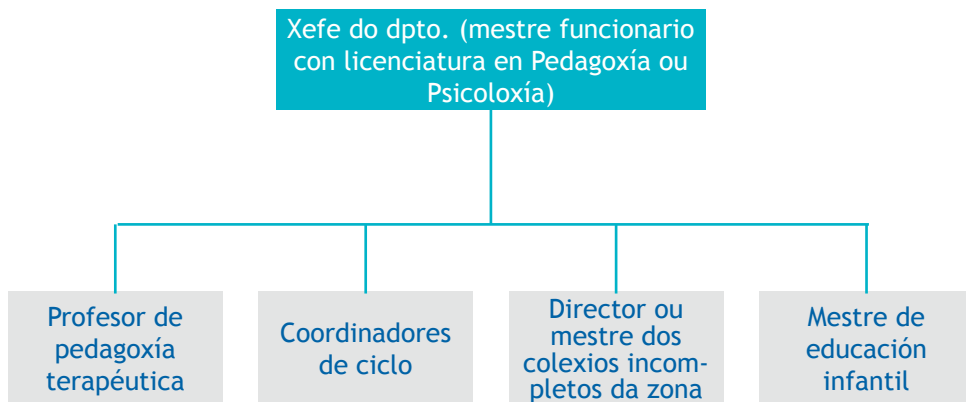 Xefe do dpto. (mestre funcionario
con licenciatura en Pedagoxía ou
Psicoloxía)
Profesor de
pedagoxía
terapéutica
Coordinadores
de ciclo
Director ou
mestre dos
colexios incom-
pletos da zona
Mestre de
educación
infantil